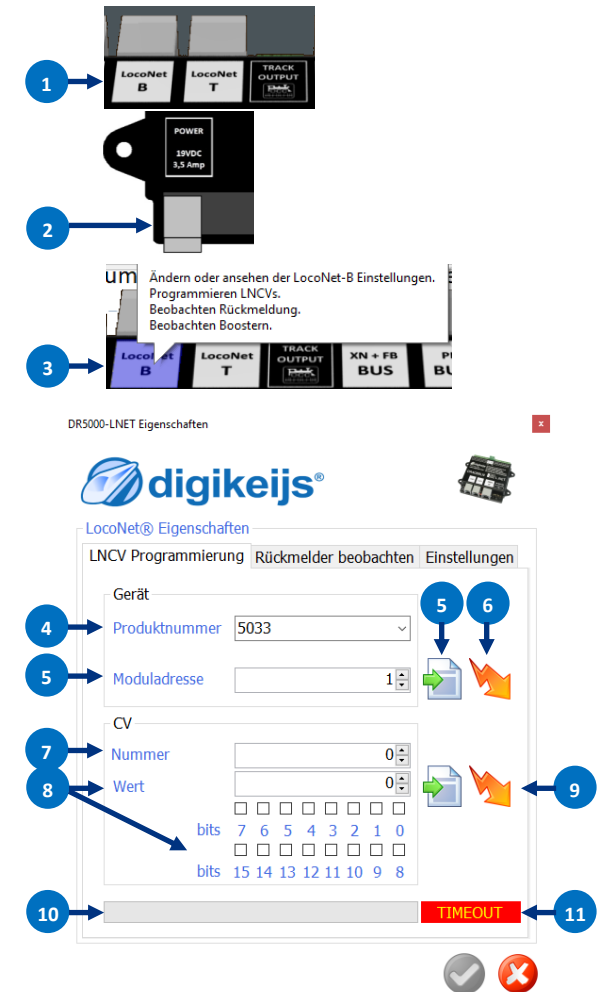 LocoNet
B
LocoNet
T
TRACK
OUTPUT
1
POWER
19VDC
3,5 Amp
2
um
Ändern oder ansehen der LocoNet-B Einstellungen.
Programmieren LNCVs.
Beobachten Rückmeldung.
Beobachten Boostern.
3
B
LocoNet
T
TRACK
OUTPUT
XN + FB
BUS
DR5000-LNET Eigenschaften
x
digikeijs®
LocoNet® Eigenschaften
LNCV Programmierung Rückmelder beobachten Einstellungen
Gerät
5 6
4 Produktnummer 5033
5 Moduladresse 1
CV
7 Nummer 0
8 Wert 0
9
bits 7 6 5 4 3 2 1 0
bits 15 14 13 12 11 10 9 8
10 TIMEOUT 11